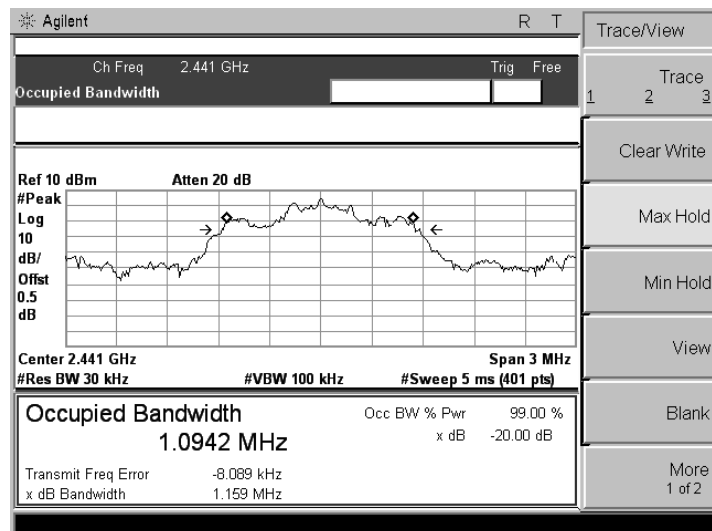 Agilent R T
Ch Freq 2.441 GHz Trig Free
Occupied Bandwidth
Ref 10 dBm Atten 20 dB
#Peak
Log
10
dB/
Offst
0.5
dB
Center 2.441 GHz Span 3 MHz
#Res BW 30 kHz #VBW 100 kHz #Sweep 5 ms (401 pts)
Occupied Bandwidth
1.0942 MHz
Occ BW % Pwr 99.00 %
x dB -20.00 dB
Transmit Freq Error -8.089 kHz
x dB Bandwidth 1.159 MHz
Trace/View
Trace
1 2 3
Clear Write
Max Hold
Min Hold
View
Blank
More
1 of 2